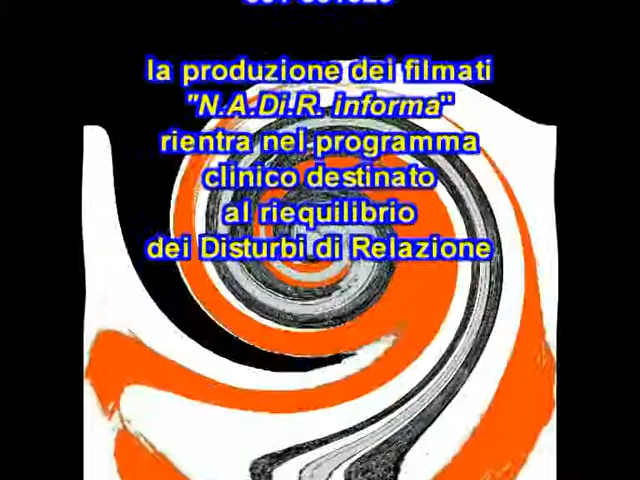 la produzione dei filmati
"N.A.Di.R. informa"
rientra nel programma
clinico destinato
al riequilibrio
dei Disturbi di Relazione